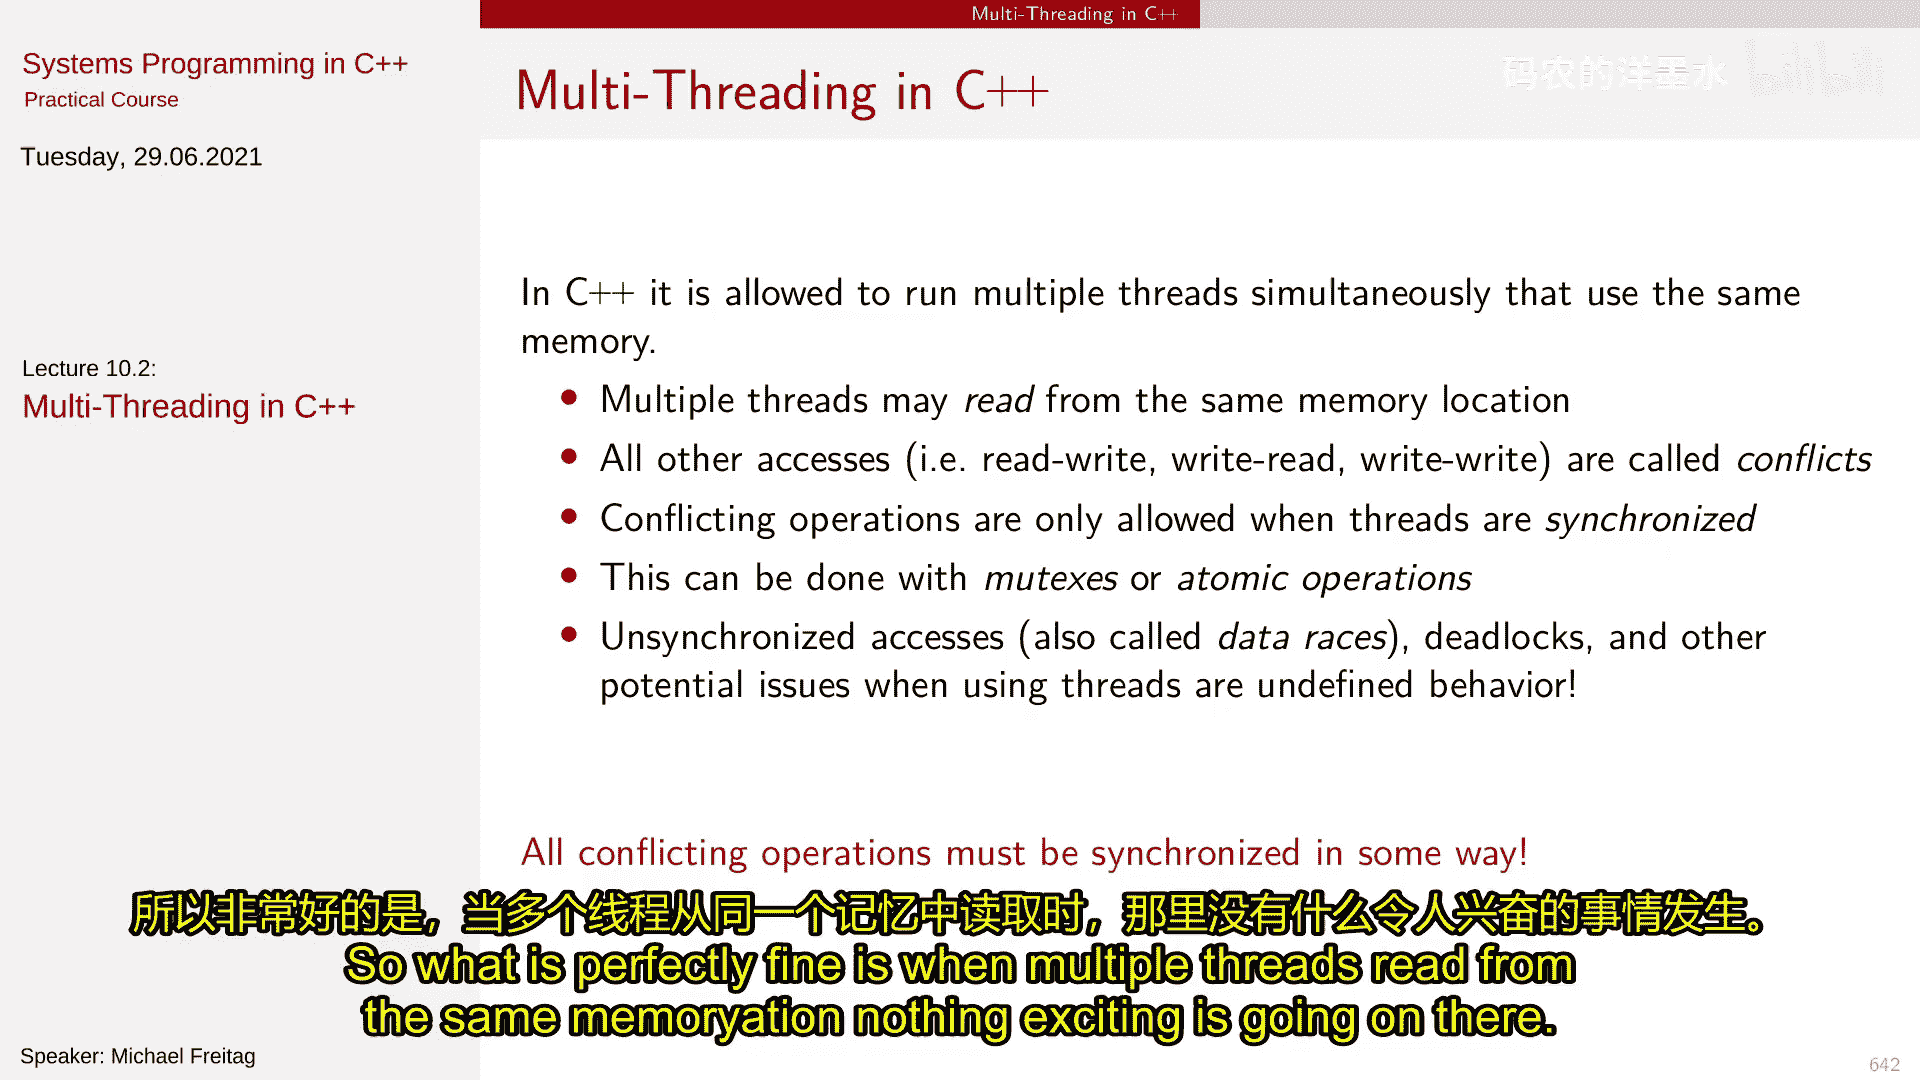 Multi-Threading in C++
Systems Programming in C++
Practical Course
Tuesday, 29.06.2021
Lecture 10.2:
Multi-Threading in C++
Multi-Threading in C++
码农的洋墨水 bilibili
In C++ it is allowed to run multiple threads simultaneously that use the same
memory.
• Multiple threads may read from the same memory location
• All other accesses (i.e. read-write, write-read, write-write) are called conflicts
• Conflicting operations are only allowed when threads are synchronized
• This can be done with mutexes or atomic operations
• Unsynchronized accesses (also called data races), deadlocks, and other
potential issues when using threads are undefined behavior!
All conflicting operations must be synchronized in some way!
所以非常好的是，当多个线程从同一个记忆中读取时，那里没有什么令人兴奋的事情发生。
So what is perfectly fine is when multiple threads read from
the same memoryation nothing exciting is going on there.
Speaker: Michael Freitag
642